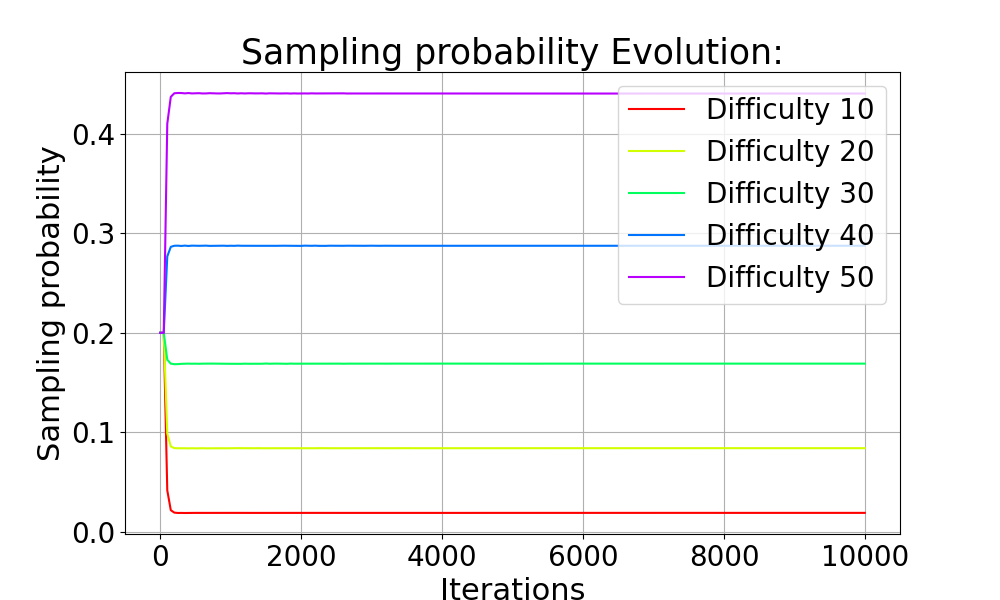 Sampling probability Evolution:
Sampling probability
0.4
0.3
0.2
0.1
0.0
Difficulty 10
Difficulty 20
Difficulty 30
Difficulty 40
Difficulty 50
0 2000 4000 6000 8000 10000
Iterations